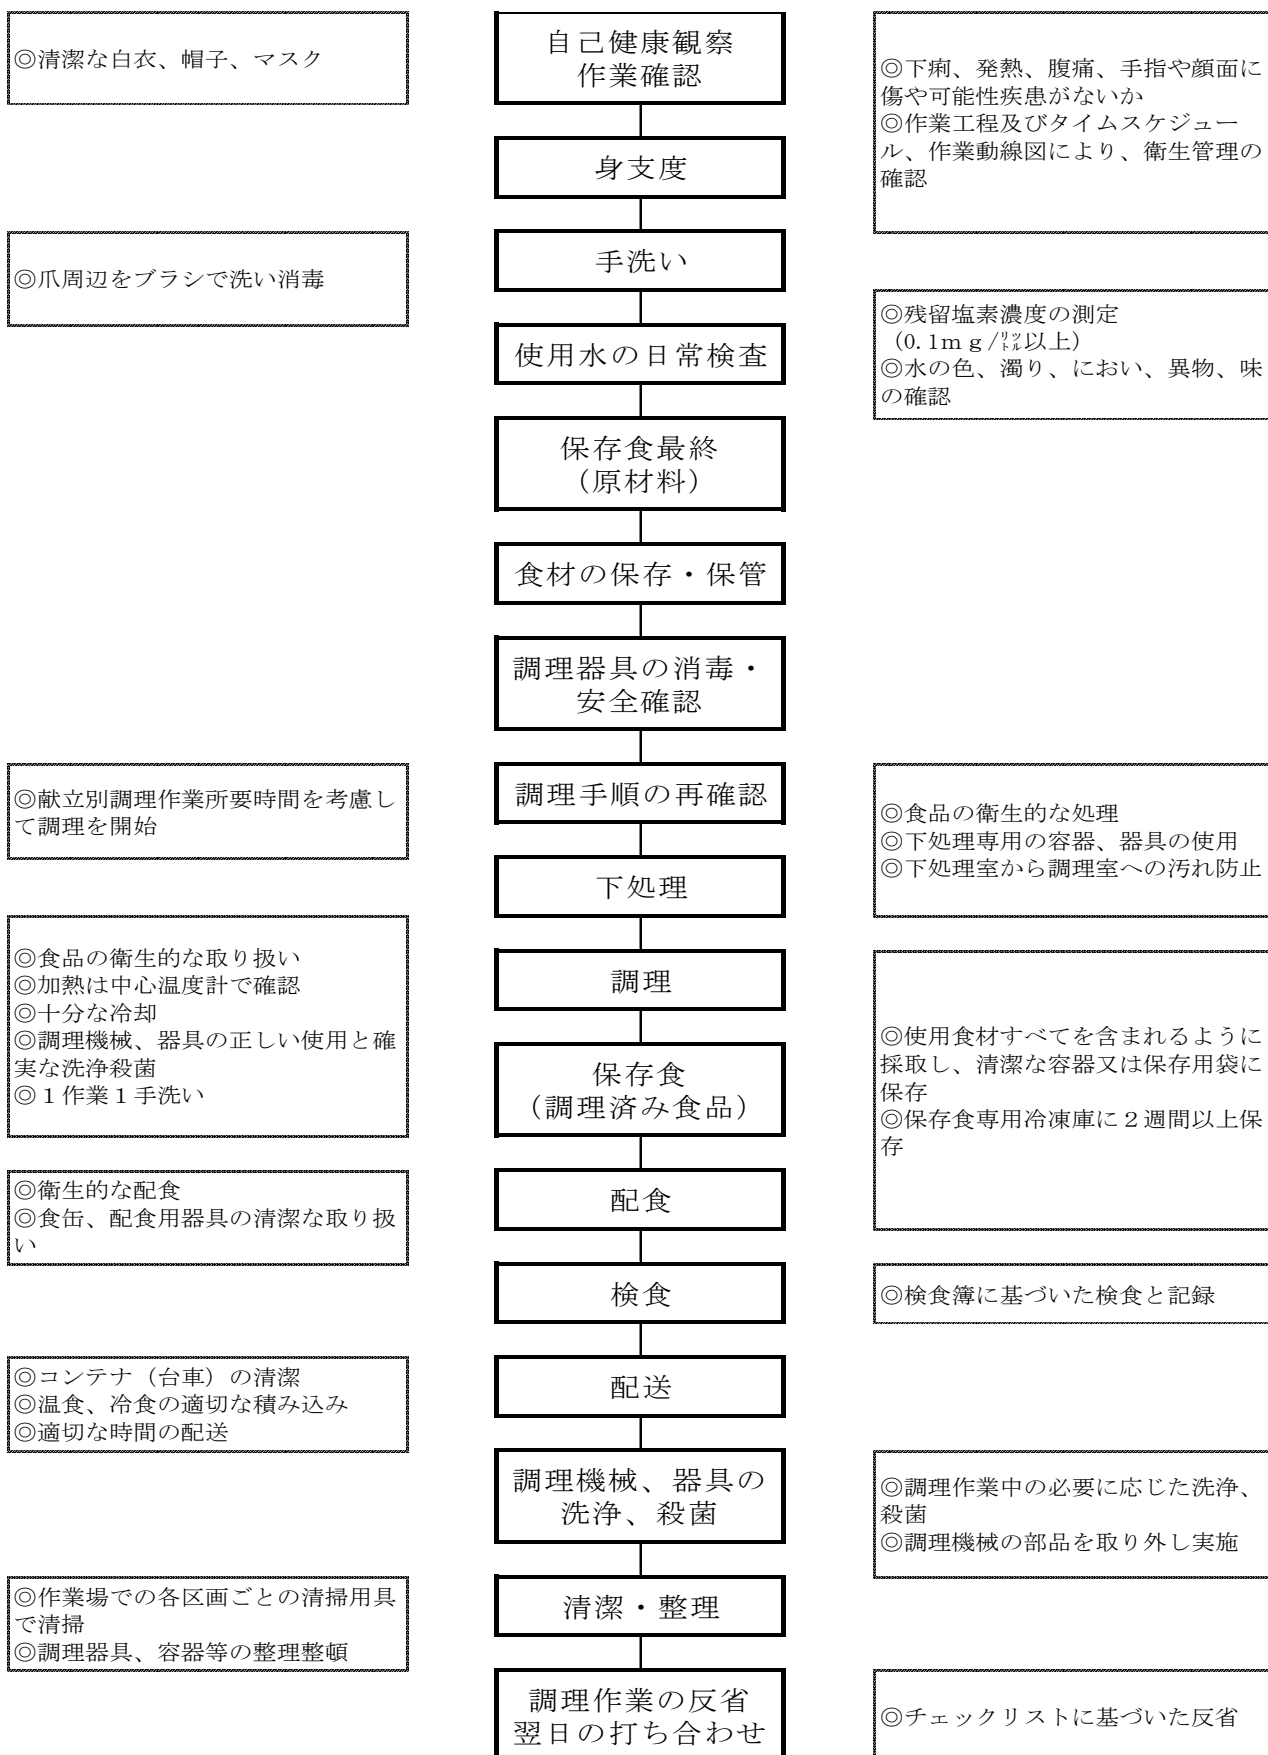 ◎清潔な白衣、帽子、マスク
自己健康観察
作業確認
◎下痢、発熱、腹痛、手指や顔面に
傷や可能性疾患がないか
◎作業工程及びタイムスケジュー
ル、作業動線図により、衛生管理の
確認
身支度
◎爪周辺をブラシで洗い消毒
手洗い
◎残留塩素濃度の測定
（0.1mｇ/㍑以上）
◎水の色、濁り、におい、異物、味
の確認
使用水の日常検査
保存食最終
（原材料）
食材の保存・保管
調理器具の消毒・
安全確認
◎献立別調理作業所要時間を考慮し
て調理を開始
調理手順の再確認
◎食品の衛生的な処理
◎下処理専用の容器、器具の使用
◎下処理室から調理室への汚れ防止
下処理
◎食品の衛生的な取り扱い
◎加熱は中心温度計で確認
◎十分な冷却
◎調理機械、器具の正しい使用と確
実な洗浄殺菌
◎１作業１手洗い
調理
◎使用食材すべてを含まれるように
採取し、清潔な容器又は保存用袋に
保存
◎保存食専用冷凍庫に２週間以上保
存
保存食
（調理済み食品）
◎衛生的な配食
◎食缶、配食用器具の清潔な取り扱
い
配食
検食
◎検食簿に基づいた検食と記録
◎コンテナ（台車）の清潔
◎温食、冷食の適切な積み込み
◎適切な時間の配送
配送
調理機械、器具の
洗浄、殺菌
◎調理作業中の必要に応じた洗浄、
殺菌
◎調理機械の部品を取り外し実施
◎作業場での各区画ごとの清掃用具
で清掃
◎調理器具、容器等の整理整頓
清潔・整理
調理作業の反省
翌日の打ち合わせ
◎チェックリストに基づいた反省